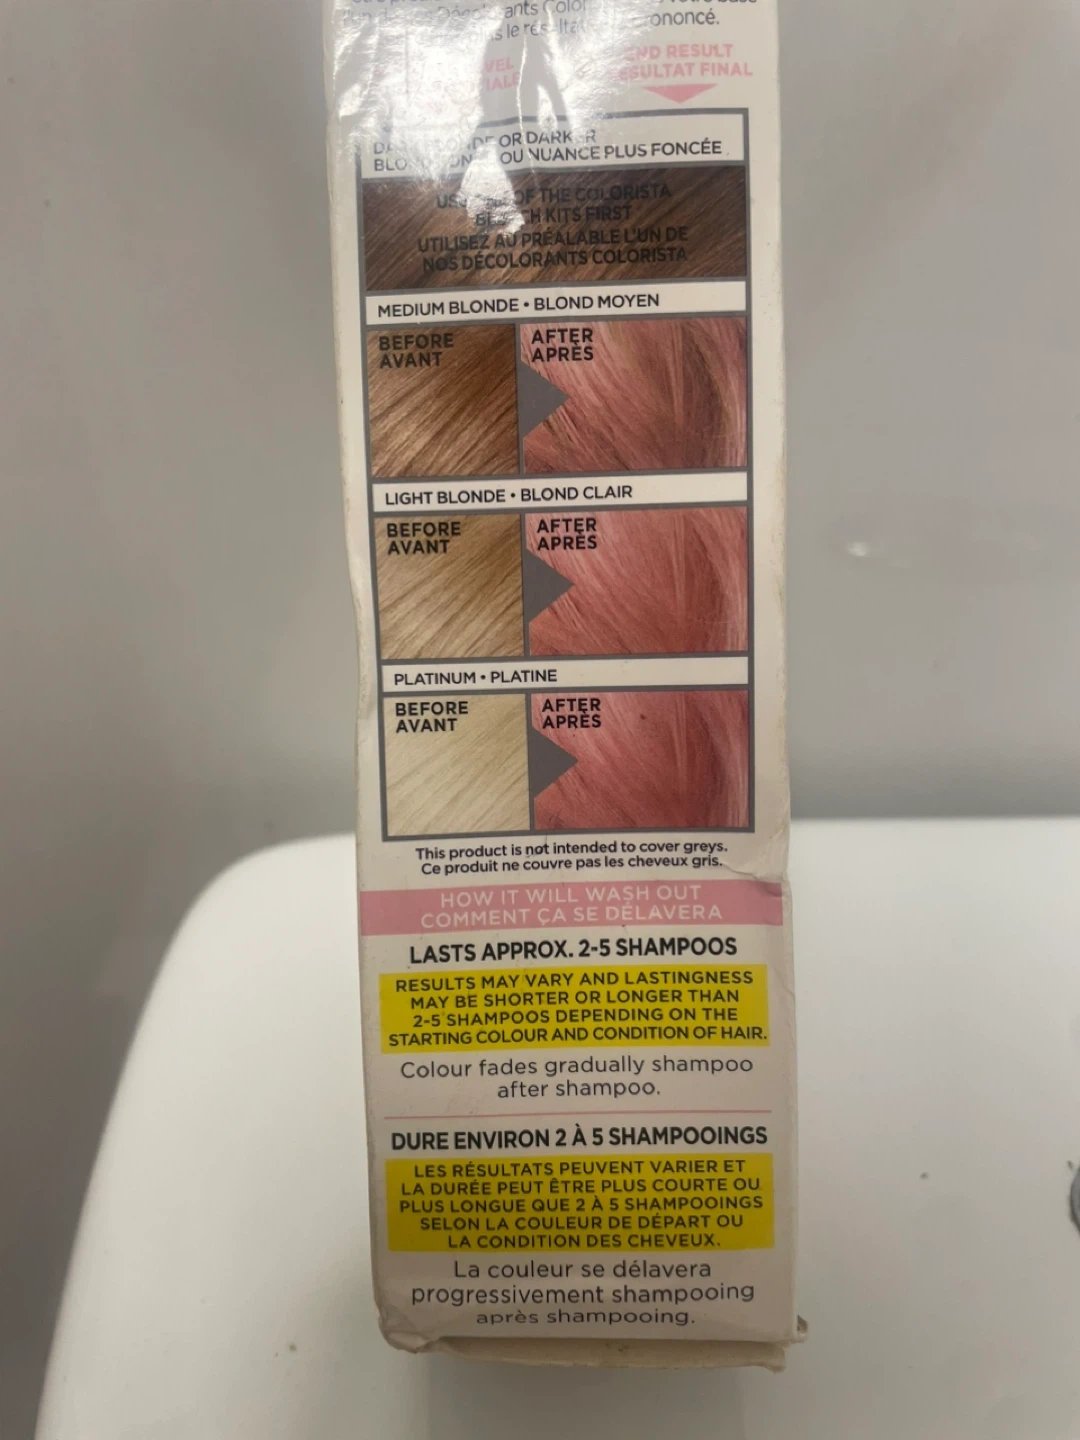 ants
le
ononcé.
END RESULT
RÉSULTAT FINAL
OR DARKER
OU NUANCE PLUS FONCÉE
OF THE COLORISTA
KITS FIRST
UTILISEZ AU PRÉALABLE L'UN DE
NOS DÉCOLORANTS COLORISTA
MEDIUM BLONDE • BLOND MOYEN
BEFORE
AVANT
AFTER
APRÈS
LIGHT BLONDE • BLOND CLAIR
BEFORE
AVANT
AFTER
APRÈS
PLATINUM • PLATINE
BEFORE
AVANT
AFTER
APRÈS
This product is not intended to cover greys.
Ce produit ne couvre pas les cheveux gris.
HOW IT WILL WASH OUT
COMMENT ÇA SE DÉLAVERA
LASTS APPROX. 2-5 SHAMPOOS
RESULTS MAY VARY AND LASTINGNESS
MAY BE SHORTER OR LONGER THAN
2-5 SHAMPOOS DEPENDING ON THE
STARTING COLOUR AND CONDITION OF HAIR.
Colour fades gradually shampoo
after shampoo.
DURE ENVIRON 2 À 5 SHAMPOOINGS
LES RÉSULTATS PEUVENT VARIER ET
LA DURÉE PEUT ÊTRE PLUS COURTE OU
PLUS LONGUE QUE 2 À 5 SHAMPOOINGS
SELON LA COULEUR DE DÉPART OU
LA CONDITION DES CHEVEUX.
La couleur se délavera
progressivement shampooing
après shampooing.